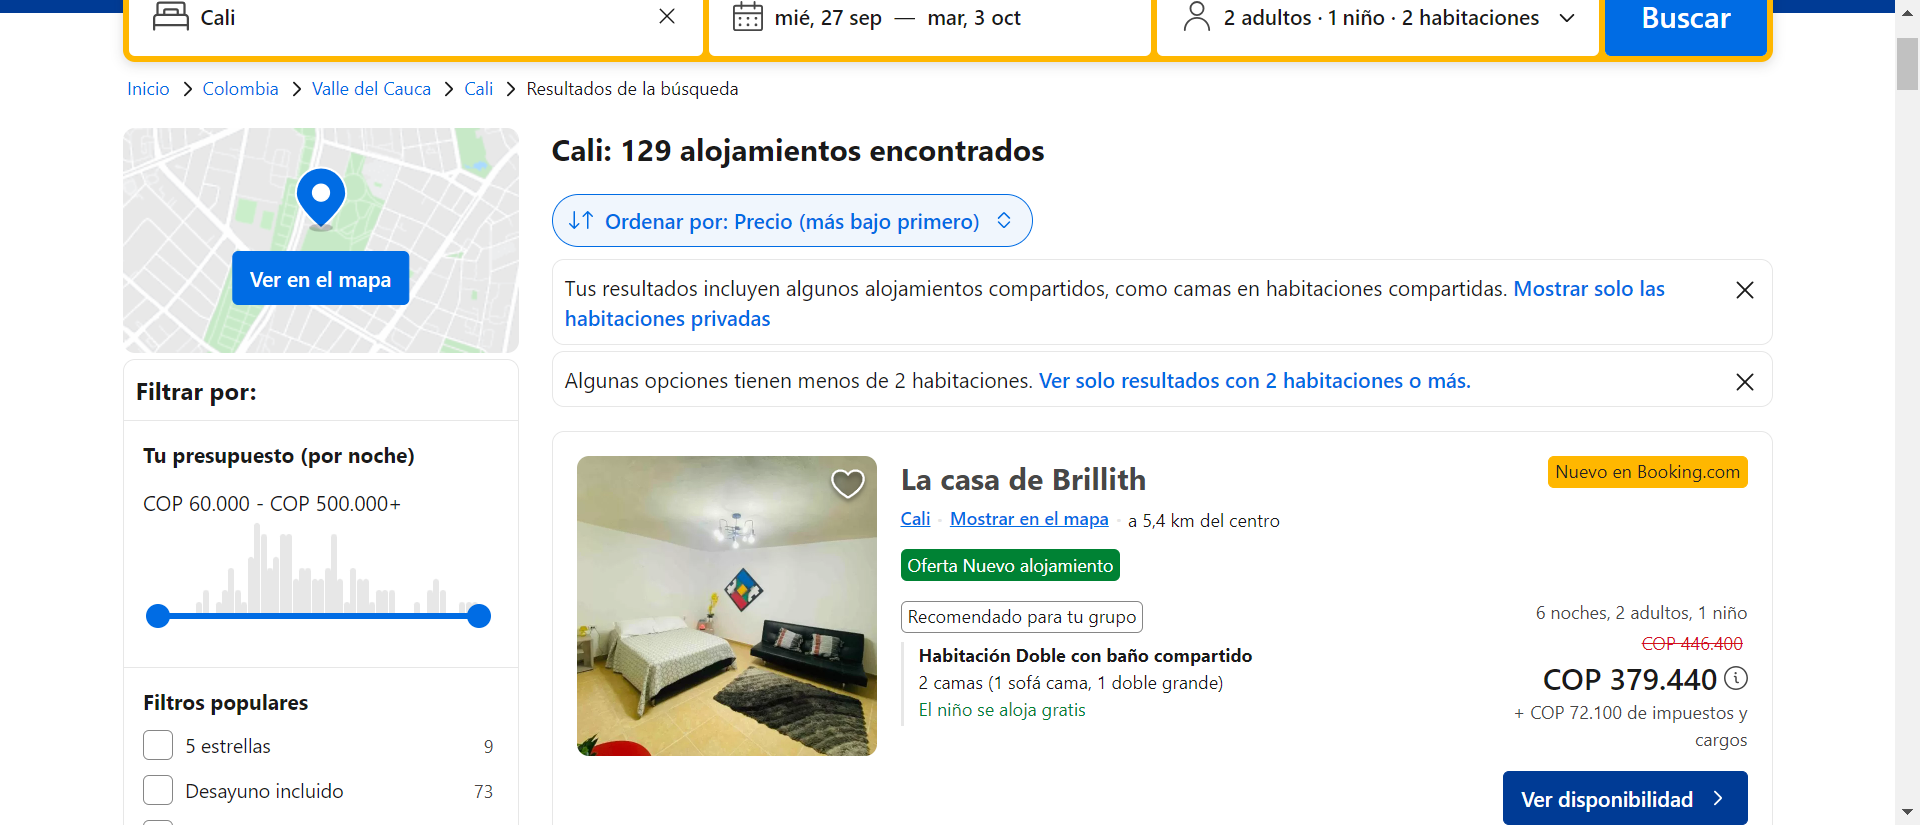 Cali
mié, 27 sep — mar, 3 oct
2 adultos · 1 niño · 2 habitaciones
Buscar
Inicio > Colombia > Valle del Cauca > Cali > Resultados de la búsqueda
Ver en el mapa
Filtrar por:
Tu presupuesto (por noche)
COP 60.000 - COP 500.000+
Filtros populares
5 estrellas 9
Desayuno incluido 73
Cali: 129 alojamientos encontrados
Ordenar por: Precio (más bajo primero)
Tus resultados incluyen algunos alojamientos compartidos, como camas en habitaciones compartidas. Mostrar solo las
habitaciones privadas
Algunas opciones tienen menos de 2 habitaciones. Ver solo resultados con 2 habitaciones o más.
La casa de Brillith
Nuevo en Booking.com
Cali · Mostrar en el mapa · a 5,4 km del centro
Oferta Nuevo alojamiento
Recomendado para tu grupo
Habitación Doble con baño compartido
2 camas (1 sofá cama, 1 doble grande)
El niño se aloja gratis
6 noches, 2 adultos, 1 niño
COP 446.400
COP 379.440
+ COP 72.100 de impuestos y
cargos
Ver disponibilidad